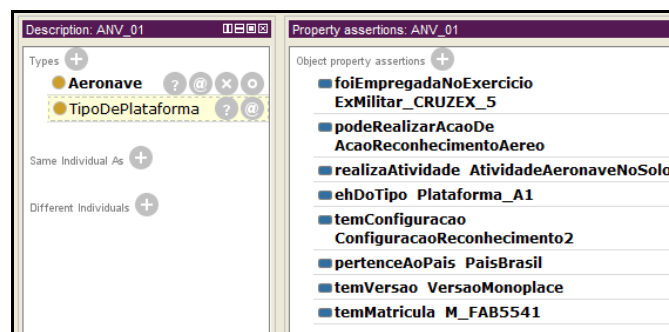 Description: ANV_01
Types
Aeronave
TipoDePlataforma
Same Individual As
Different Individuals
Property assertions: ANV_01
Object property assertions
foiEmpregadaNoExercicio
ExMilitar_CRUZEX_5
podeRealizarAcaoDe
AcaoReconhecimentoAereo
realizaAtividade AtividadeAeronaveNoSolo
ehDoTipo Plataforma_A1
temConfiguracao
ConfiguracaoReconhecimento2
pertenceAoPais PaisBrasil
temVersao VersaoMonoplace
temMatricula M_FAB5541